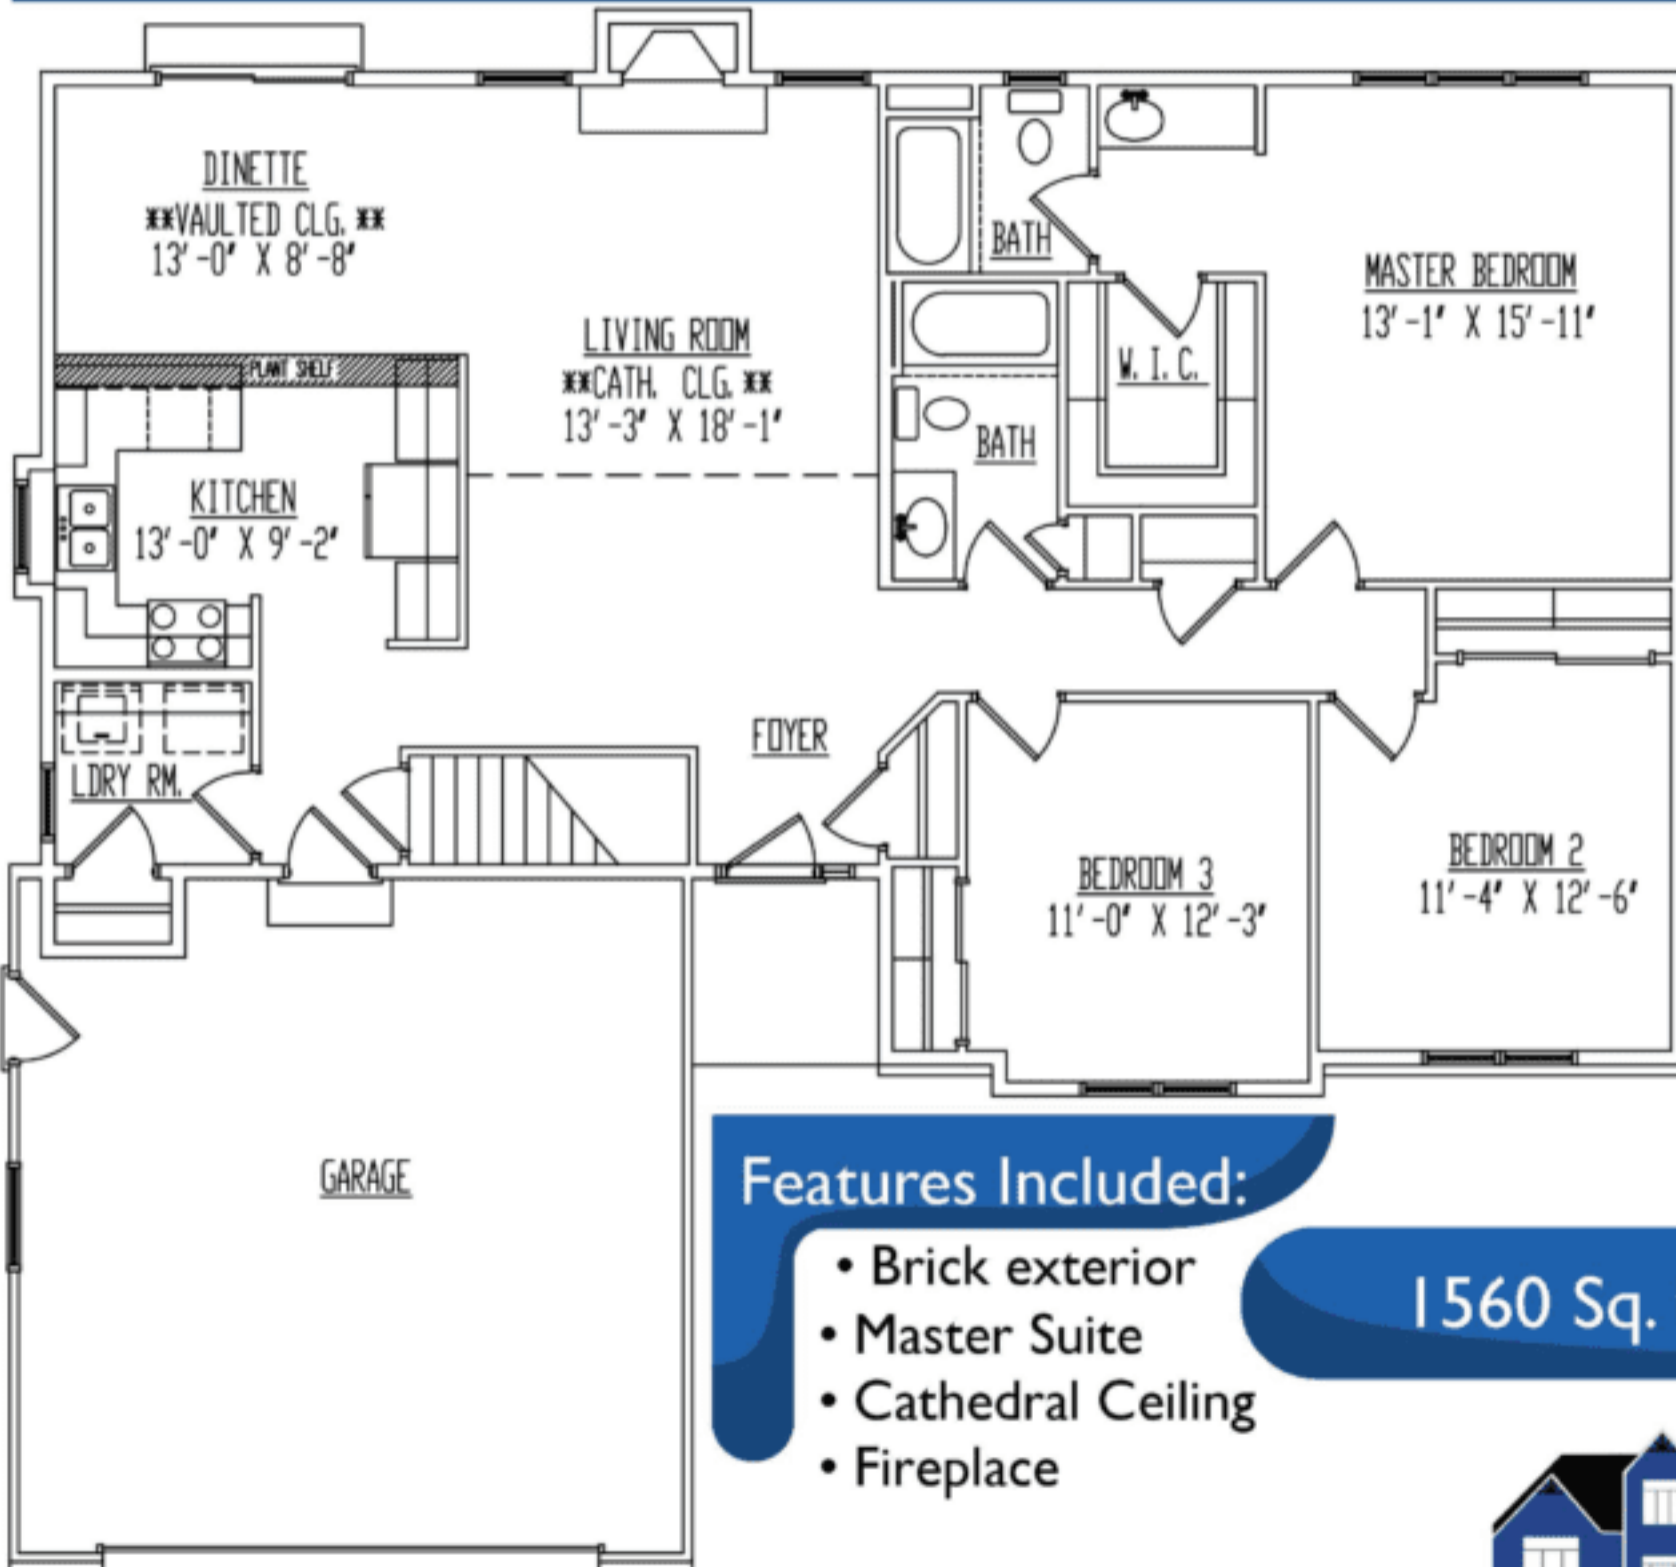 DINETTE
**VAULTED CLG. **
13'-0" X 8'-8"
BATH
MASTER BEDROOM
13'-1" X 15'-11"
LIVING ROOM
**CATH. CLG. **
13'-3" X 18'-1"
PLANT SHELF
W. I. C.
BATH
KITCHEN
13'-0" X 9'-2"
FOYER
LDRY RM.
BEDROOM 3
11'-0" X 12'-3"
BEDROOM 2
11'-4" X 12'-6"
GARAGE
Features Included:
• Brick exterior
• Master Suite
• Cathedral Ceiling
• Fireplace
1560 Sq.